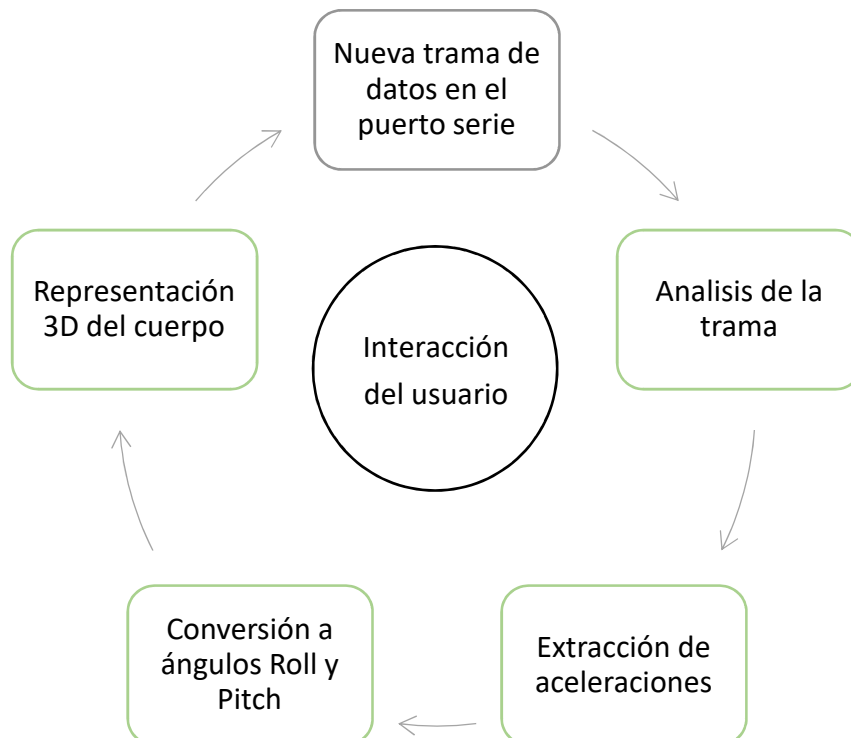 Nueva trama de
datos en el
puerto serie
Analisis de la
trama
Extracción de
aceleraciones
Conversión a
ángulos Roll y
Pitch
Representación
3D del cuerpo
Interacción
del usuario